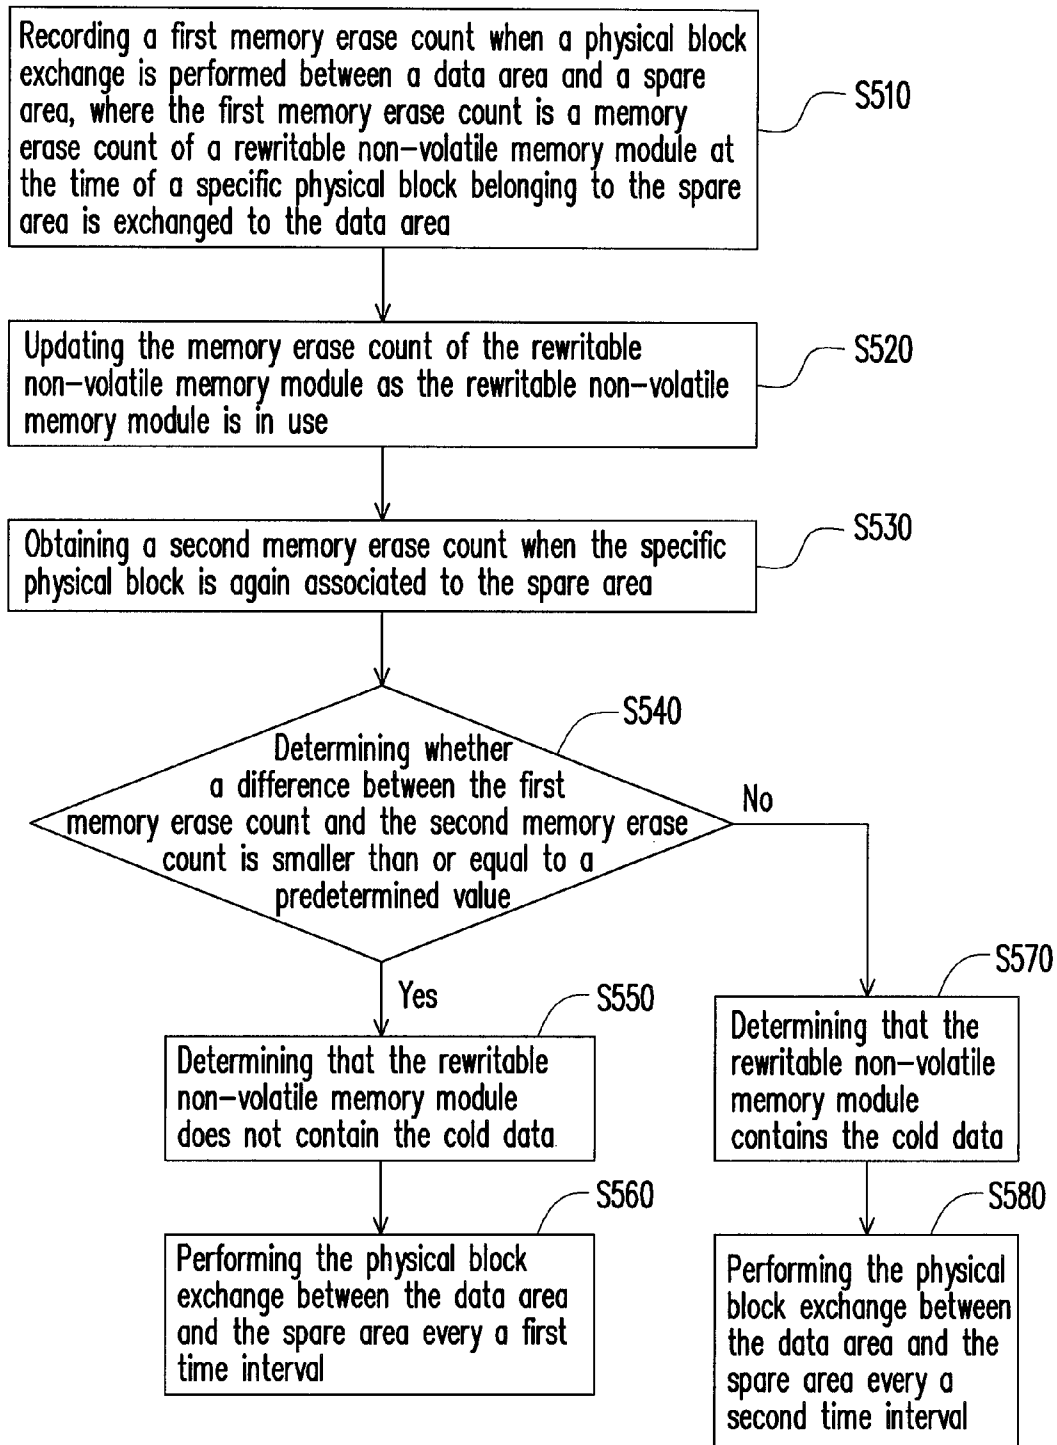 Recording a first memory erase count when a physical block
exchange is performed between a data area and a spare
area, where the first memory erase count is a memory
erase count of a rewritable non-volatile memory module at
the time of a specific physical block belonging to the spare
area is exchanged to the data area
S510
Updating the memory erase count of the rewritable
non-volatile memory module as the rewritable non-volatile
memory module is in use
S520
Obtaining a second memory erase count when the specific
physical block is again associated to the spare area
S530
S540
Determining whether
a difference between the first
memory erase count and the second memory erase
count is smaller than or equal to a
predetermined value
No
Yes
S550
Determining that the rewritable
non-volatile memory module
does not contain the cold data
S570
Determining that the
rewritable non-volatile
memory module
contains the cold data
S560
Performing the physical block
exchange between the data area
and the spare area every a first
time interval
S580
Performing the physical
block exchange between
the data area and the
spare area every a
second time interval